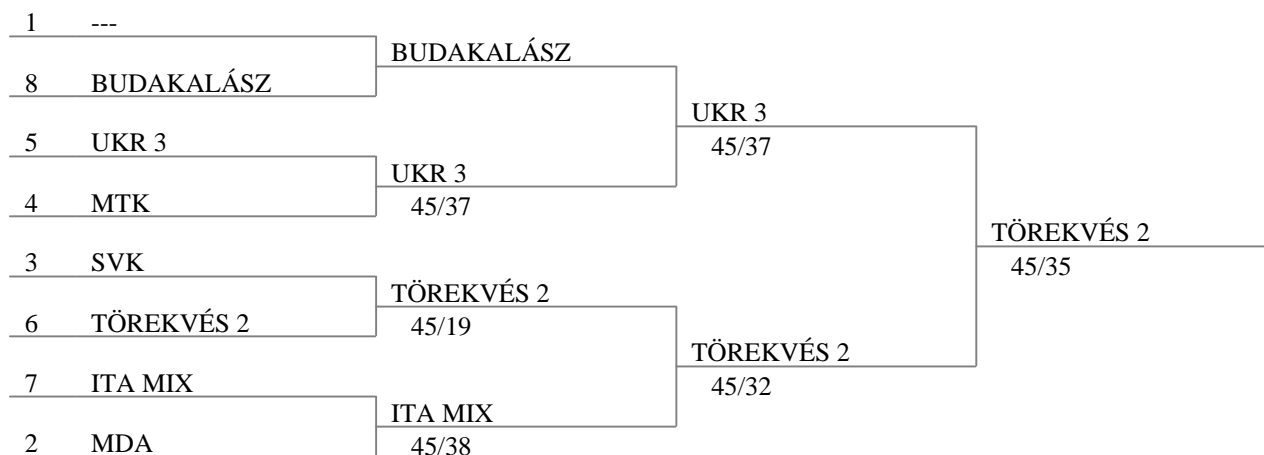 1 ---
BUDAKALÁSZ
8 BUDAKALÁSZ
UKR 3
5 UKR 3
45/37
UKR 3
4 MTK
45/37
TÖREKVÉS 2
3 SVK
45/35
TÖREKVÉS 2
6 TÖREKVÉS 2
45/19
TÖREKVÉS 2
7 ITA MIX
45/32
ITA MIX
2 MDA
45/38